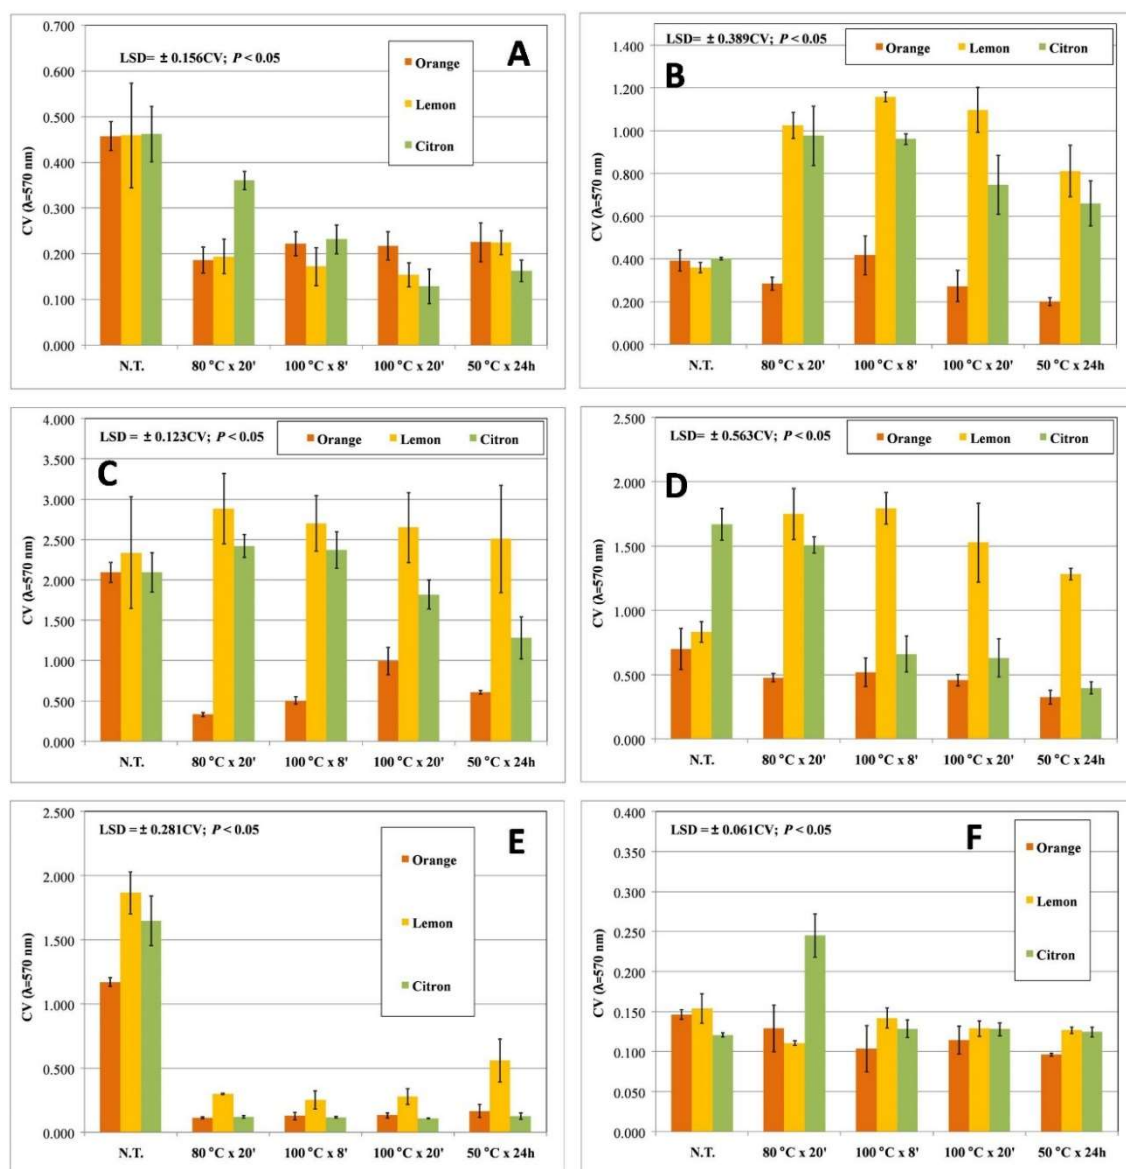 0.700
LSD= ± 0.156CV; P < 0.05
A
Orange
Lemon
Citron
0.600
0.500
0.400
0.300
0.200
0.100
0.000
CV (λ=570 nm)
N.T. 80 °C x 20' 100 °C x 8' 100 °C x 20' 50 °C x 24h
LSD= ± 0.389CV; P < 0.05
Orange Lemon Citron
B
1.400
1.200
1.000
0.800
0.600
0.400
0.200
0.000
CV (λ=570 nm)
N.T. 80 °C x 20' 100 °C x 8' 100 °C x 20' 50 °C x 24h
4.000
LSD = ± 0.123CV; P < 0.05
Orange Lemon Citron
C
3.500
3.000
2.500
2.000
1.500
1.000
0.500
0.000
CV (λ=570 nm)
N.T. 80 °C x 20' 100 °C x 8' 100 °C x 20' 50 °C x 24h
2.500
LSD= ± 0.563CV; P < 0.05
Orange Lemon Citron
D
2.000
1.500
1.000
0.500
0.000
CV (λ=570 nm)
N.T. 80 °C x 20' 100 °C x 8' 100 °C x 20' 50 °C x 24h
2.500
LSD = ± 0.281CV; P < 0.05
E
Orange
Lemon
Citron
2.000
1.500
1.000
0.500
0.000
CV (λ=570 nm)
N.T. 80 °C x 20' 100 °C x 8' 100 °C x 20' 50 °C x 24h
0.400
LSD = ± 0.061CV; P < 0.05
F
Orange
Lemon
Citron
0.350
0.300
0.250
0.200
0.150
0.100
0.050
0.000
CV (λ=570 nm)
N.T. 80 °C x 20' 100 °C x 8' 100 °C x 20' 50 °C x 24h